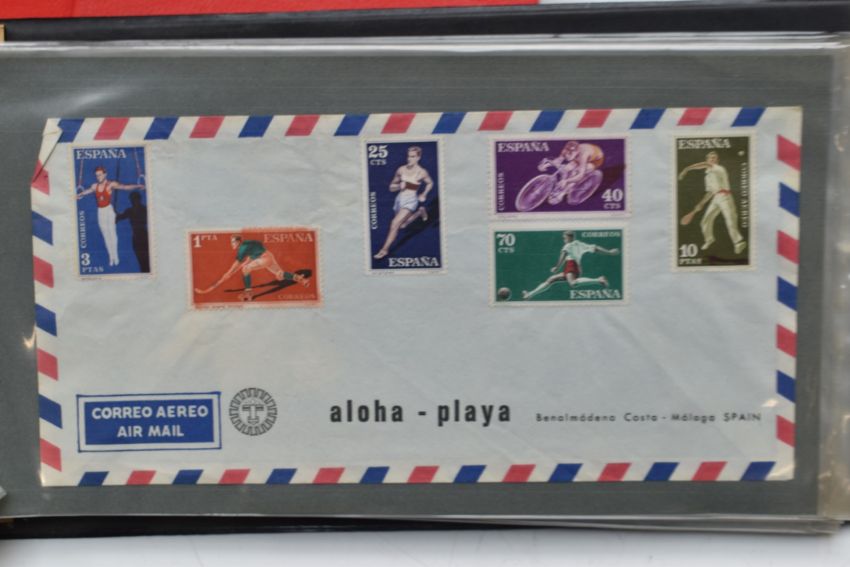 ESPAÑA
3
PTAS
CORREOS
1 PTA
ESPAÑA
CORREOS
25
CTS
CORREOS
ESPAÑA
ESPAÑA
CORREOS
40
CTS
70
CTS
CORREOS
ESPAÑA
ESPAÑA
CORREO AEREO
10
PTAS
CORREO AEREO
AIR MAIL
T
aloha - playa
Benalmádena Costa - Málaga SPAIN